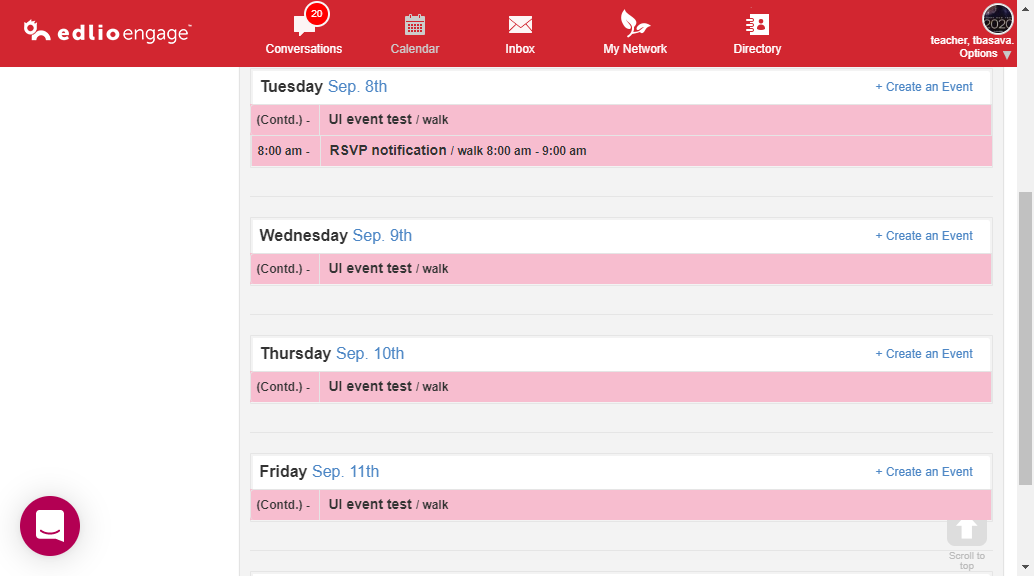 edlio engage™
20
Conversations
Calendar
Inbox
My Network
Directory
2020
teacher, tbasava.
Options ▼
Tuesday Sep. 8th
+ Create an Event
(Contd.) -
UI event test / walk
8:00 am -
RSVP notification / walk 8:00 am - 9:00 am
Wednesday Sep. 9th
+ Create an Event
(Contd.) -
UI event test / walk
Thursday Sep. 10th
+ Create an Event
(Contd.) -
UI event test / walk
Friday Sep. 11th
+ Create an Event
(Contd.) -
UI event test / walk
Scroll to
top